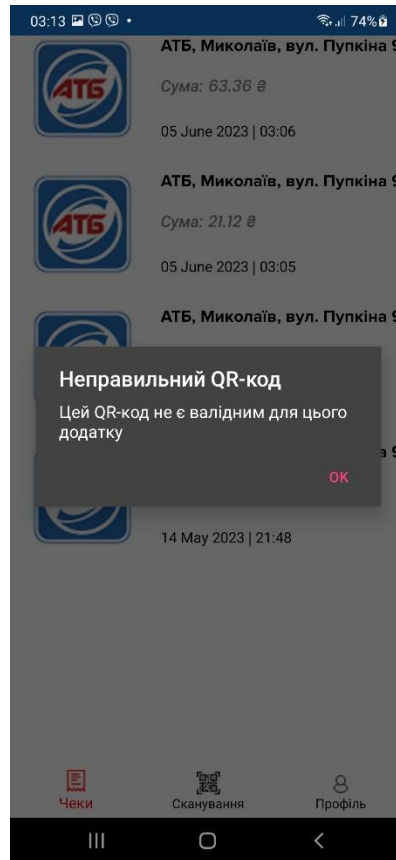 03:13
74%
АТБ, Миколаїв, вул. Пупкіна 9
АТБ
Сума: 63.36 ₴
05 June 2023 | 03:06
АТБ, Миколаїв, вул. Пупкіна 9
АТБ
Сума: 21.12 ₴
05 June 2023 | 03:05
АТБ, Миколаїв, вул. Пупкіна 9
Неправильний QR-код
Цей QR-код не є валідним для цього
додатку
OK
14 May 2023 | 21:48
Чеки
Сканування
Профіль